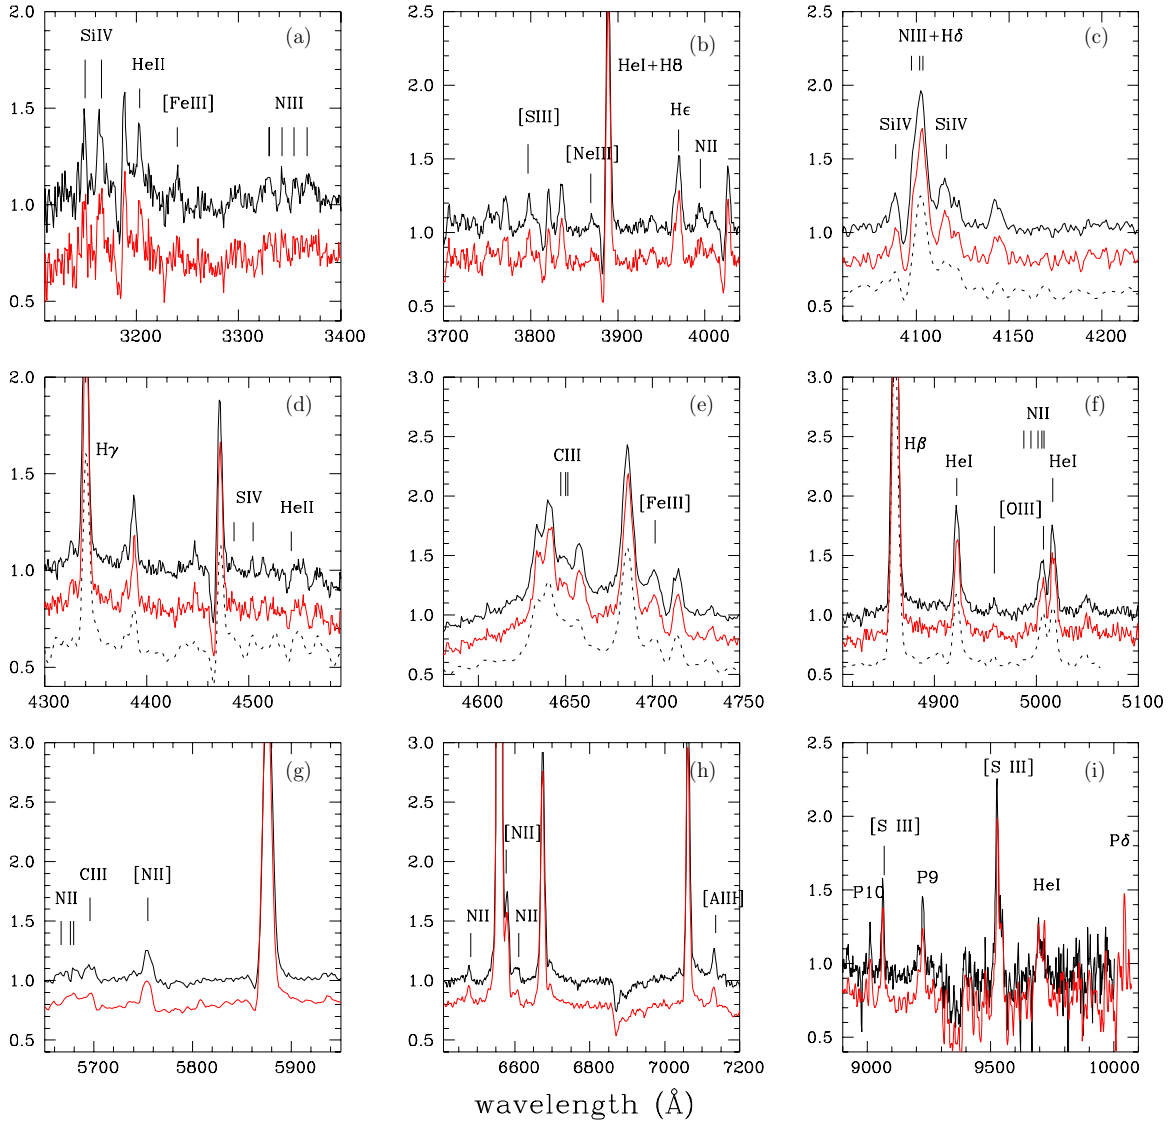 2.0
1.5
1.0
0.5
3200
3300
3400
SiIV
HeII
[FeIII]
NIII
(a)
2.5
2.0
1.5
1.0
0.5
3700
3800
3900
4000
[SIII]
[NeIII]
HeI+H8
Hϵ
NII
(b)
2.5
2.0
1.5
1.0
0.5
4100
4150
4200
NIII+Hδ
SiIV
SiIV
(c)
2.0
1.5
1.0
0.5
4300
4400
4500
Hγ
SIV
HeII
(d)
3.0
2.5
2.0
1.5
1.0
0.5
4600
4650
4700
4750
CIII
[FeIII]
(e)
3.0
2.5
2.0
1.5
1.0
0.5
4900
5000
5100
Hβ
HeI
NII
[OIII]
HeI
(f)
3.0
2.5
2.0
1.5
1.0
0.5
5700
5800
5900
NII
CIII
[NII]
(g)
3.0
2.5
2.0
1.5
1.0
0.5
6600
6800
7000
7200
NII
[NII]
NII
(h)
2.5
2.0
1.5
1.0
0.5
9000
9500
10000
P10
[S III]
P9
[S III]
HeI
Pδ
(i)
wavelength (Å)